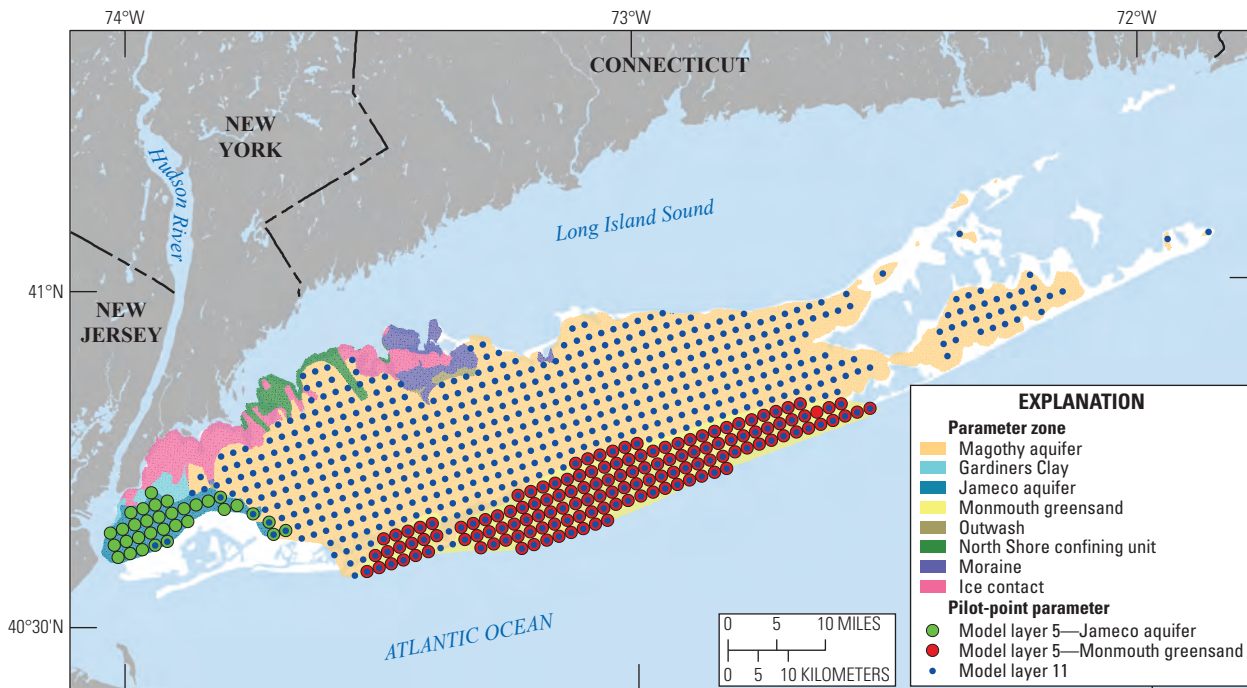 74°W
73°W
72°W
CONNECTICUT
NEW
YORK
Hudson River
Long Island Sound
41°N
NEW
JERSEY
EXPLANATION
Parameter zone
Magothy aquifer
Gardiners Clay
Jameco aquifer
Monmouth greensand
Outwash
North Shore confining unit
Moraine
Ice contact
Pilot-point parameter
Model layer 5—Jameco aquifer
Model layer 5—Monmouth greensand
Model layer 11
40°30'N
ATLANTIC OCEAN
0 5 10 MILES
0 5 10 KILOMETERS